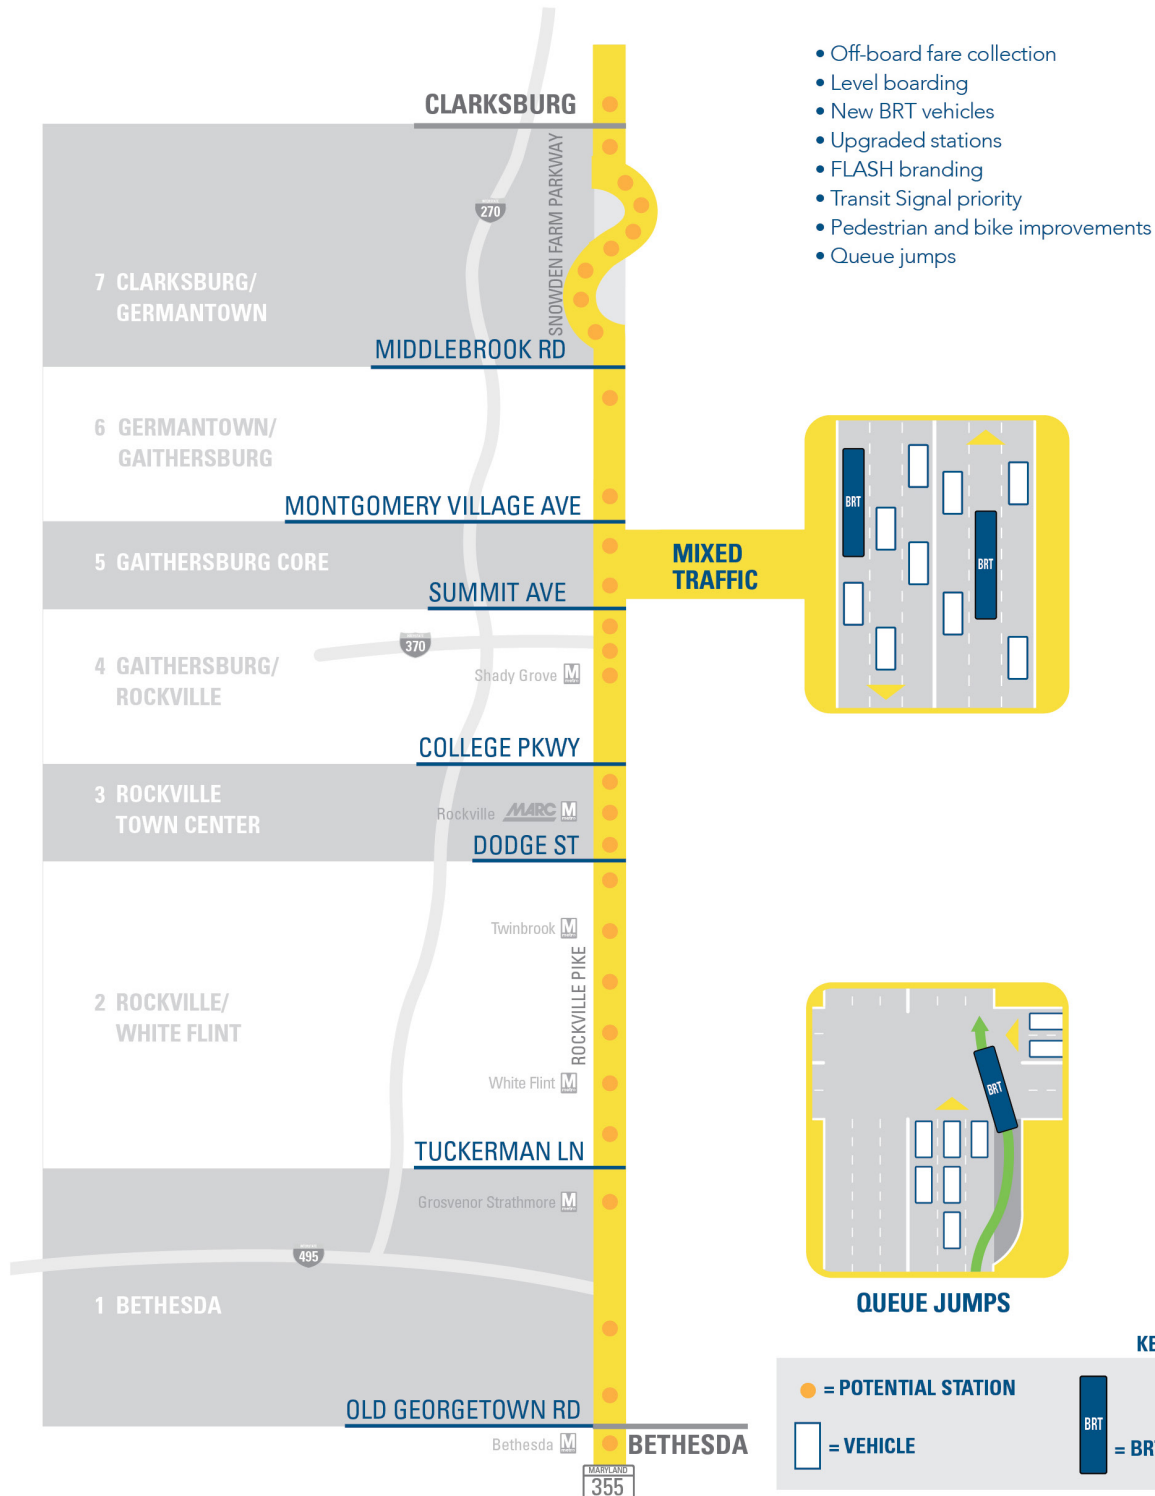 • Off-board fare collection
• Level boarding
• New BRT vehicles
• Upgraded stations
• FLASH branding
• Transit Signal priority
• Pedestrian and bike improvements
• Queue jumps
CLARKSBURG
SNOWDEN FARM PARKWAY
270
7 CLARKSBURG/
GERMANTOWN
MIDDLEBROOK RD
6 GERMANTOWN/
GAITHERSBURG
MONTGOMERY VILLAGE AVE
5 GAITHERSBURG CORE
MIXED
TRAFFIC
BRT
BRT
SUMMIT AVE
370
4 GAITHERSBURG/
ROCKVILLE
Shady Grove M
COLLEGE PKWY
3 ROCKVILLE
TOWN CENTER
Rockville MARC M
DODGE ST
Twinbrook M
ROCKVILLE PIKE
2 ROCKVILLE/
WHITE FLINT
White Flint M
BRT
TUCKERMAN LN
Grosvenor Strathmore M
495
1 BETHESDA
QUEUE JUMPS
OLD GEORGETOWN RD
Bethesda M
BETHESDA
MARYLAND
355
KE
= POTENTIAL STATION
= VEHICLE
BRT
= BR